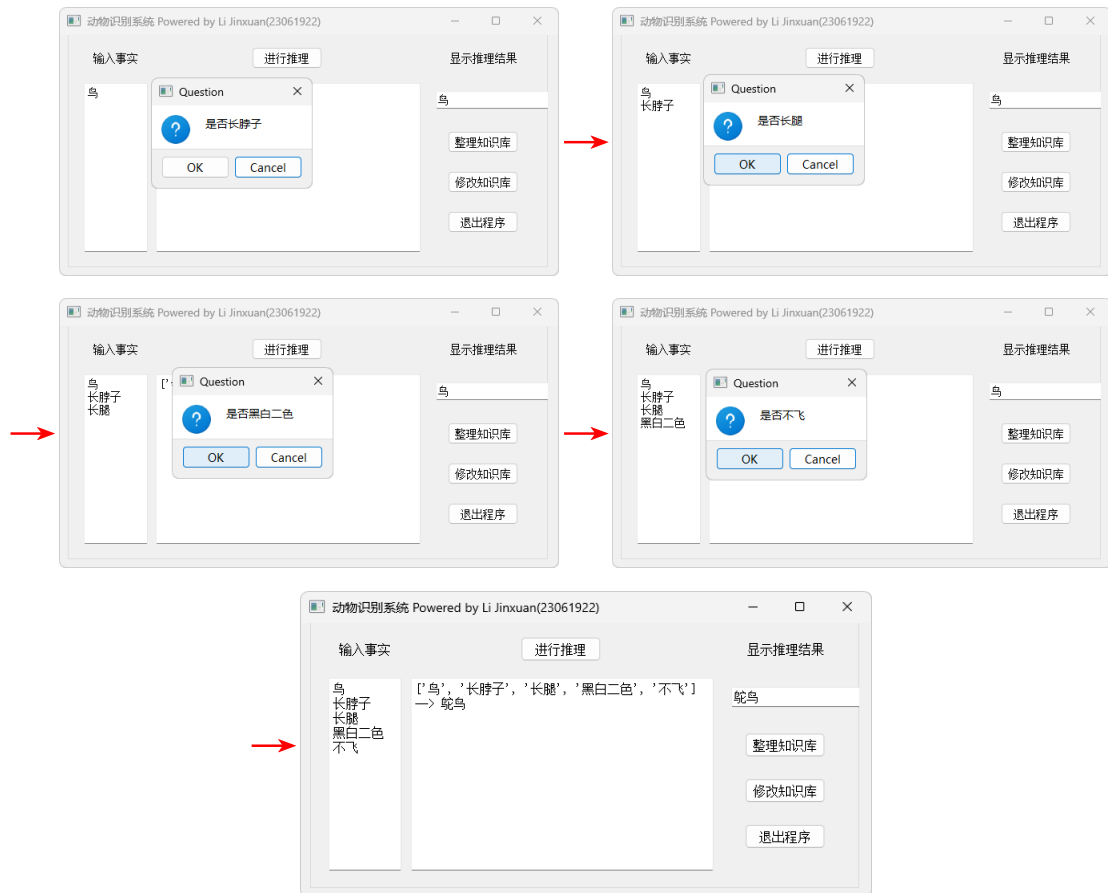 动物识别系统 Powered by Li Jinxuan(23061922)
输入事实
进行推理
显示推理结果
鸟
Question
是否长脖子
OK
Cancel
鸟
整理知识库
修改知识库
退出程序
动物识别系统 Powered by Li Jinxuan(23061922)
输入事实
进行推理
显示推理结果
鸟
长脖子
Question
是否长腿
OK
Cancel
鸟
整理知识库
修改知识库
退出程序
动物识别系统 Powered by Li Jinxuan(23061922)
输入事实
进行推理
显示推理结果
鸟
长脖子
长腿
['
Question
是否黑白二色
OK
Cancel
鸟
整理知识库
修改知识库
退出程序
动物识别系统 Powered by Li Jinxuan(23061922)
输入事实
进行推理
显示推理结果
鸟
长脖子
长腿
黑白二色
Question
是否不飞
OK
Cancel
鸟
整理知识库
修改知识库
退出程序
动物识别系统 Powered by Li Jinxuan(23061922)
输入事实
进行推理
显示推理结果
鸟
长脖子
长腿
黑白二色
不飞
['鸟', '长脖子', '长腿', '黑白二色', '不飞']
—> 鸵鸟
鸵鸟
整理知识库
修改知识库
退出程序